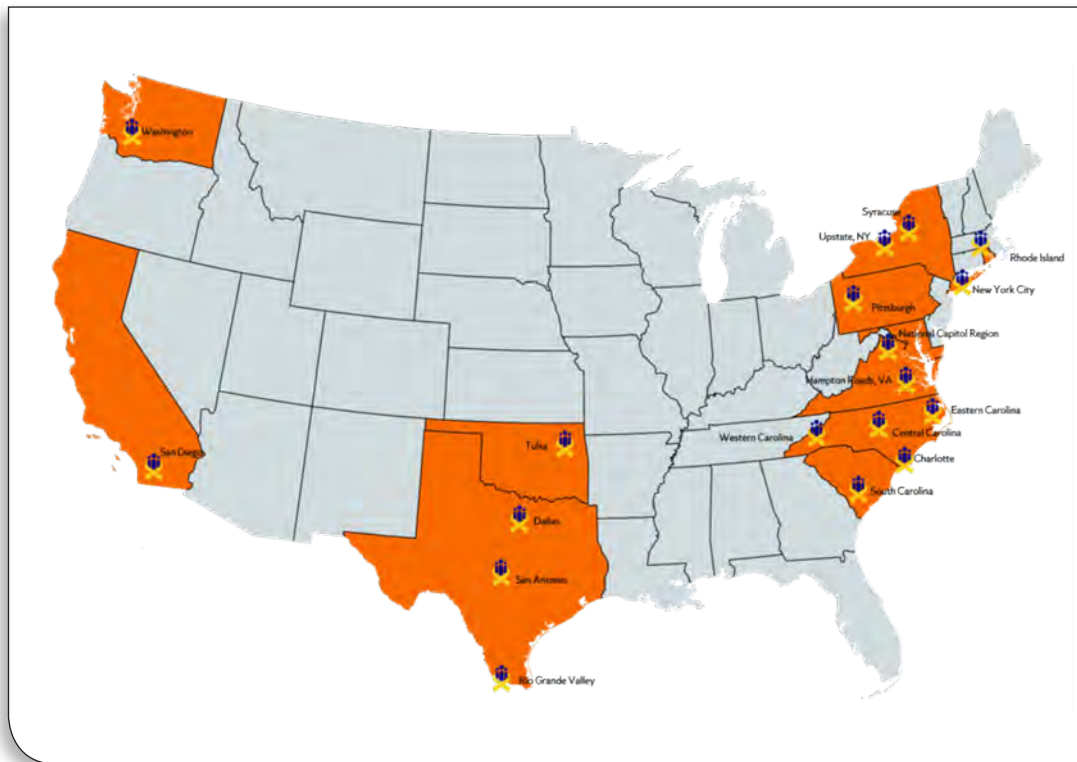 Washington
Syracuse
Upstate, NY
Rhode Island
New York City
Pittsburgh
National Capitol Region
Hampton Roads, VA
Eastern Carolina
Western Carolina
Central Carolina
Tulsa
San Diego
Charlotte
South Carolina
Dallas
San Antonio
Rio Grande Valley